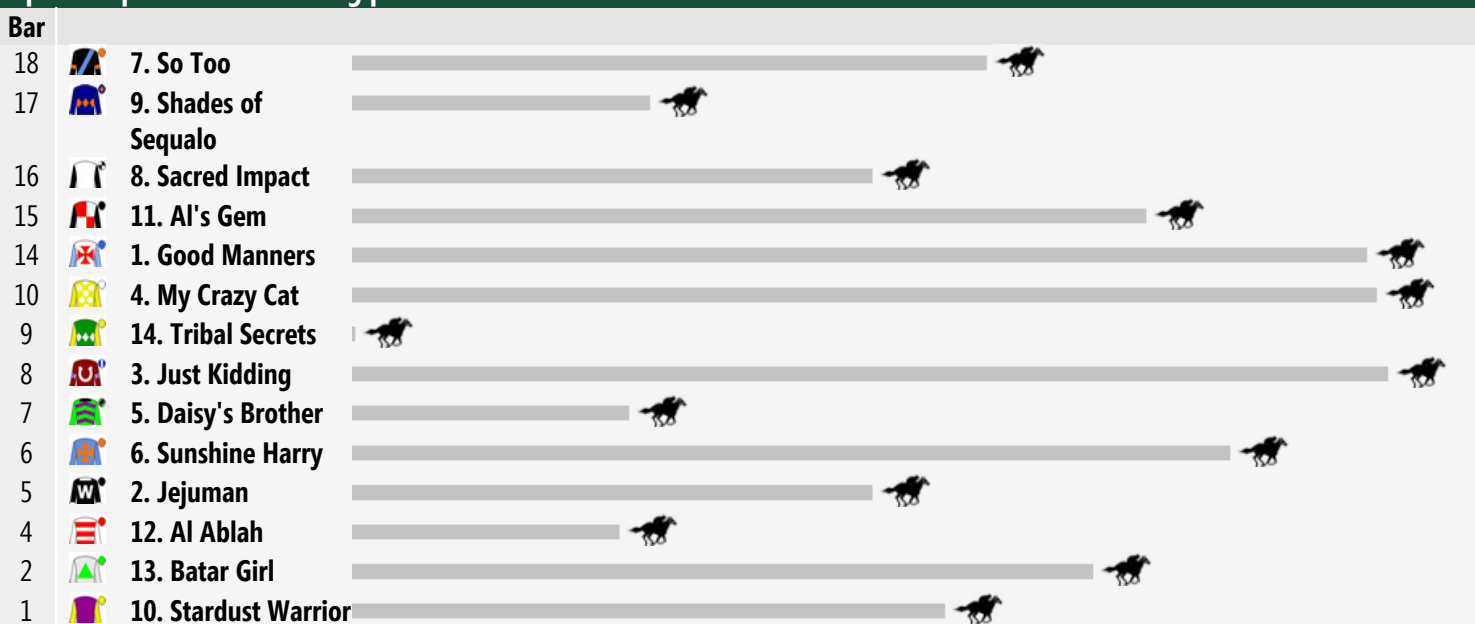 Bar
18 7. So Too
17 9. Shades of
Sequalo
16 8. Sacred Impact
15 11. Al's Gem
14 1. Good Manners
10 4. My Crazy Cat
9 14. Tribal Secrets
8 3. Just Kidding
7 5. Daisy's Brother
6 6. Sunshine Harry
5 W 2. Jejuman
4 12. Al Ablah
2 13. Batar Girl
1 10. Stardust Warrior